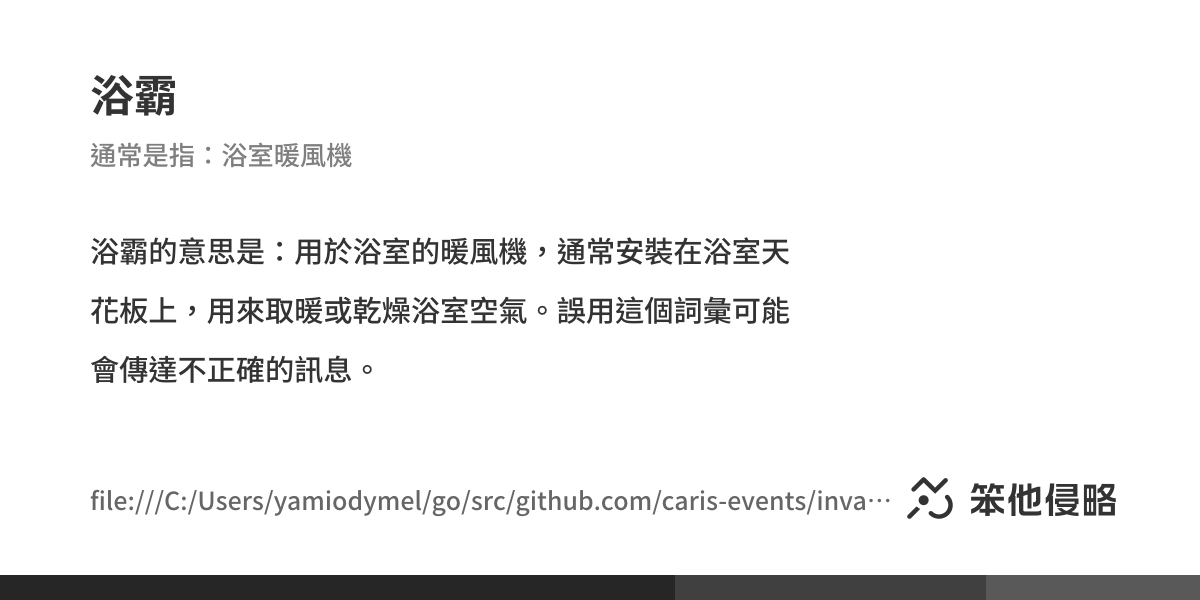 浴霸
通常是指：浴室暖風機
浴霸的意思是：用於浴室的暖風機，通常安裝在浴室天
花板上，用來取暖或乾燥浴室空氣。誤用這個詞彙可能
會傳達不正確的訊息。
file:///C:/Users/yamiodymel/go/src/github.com/caris-events/inva…
笨他侵略